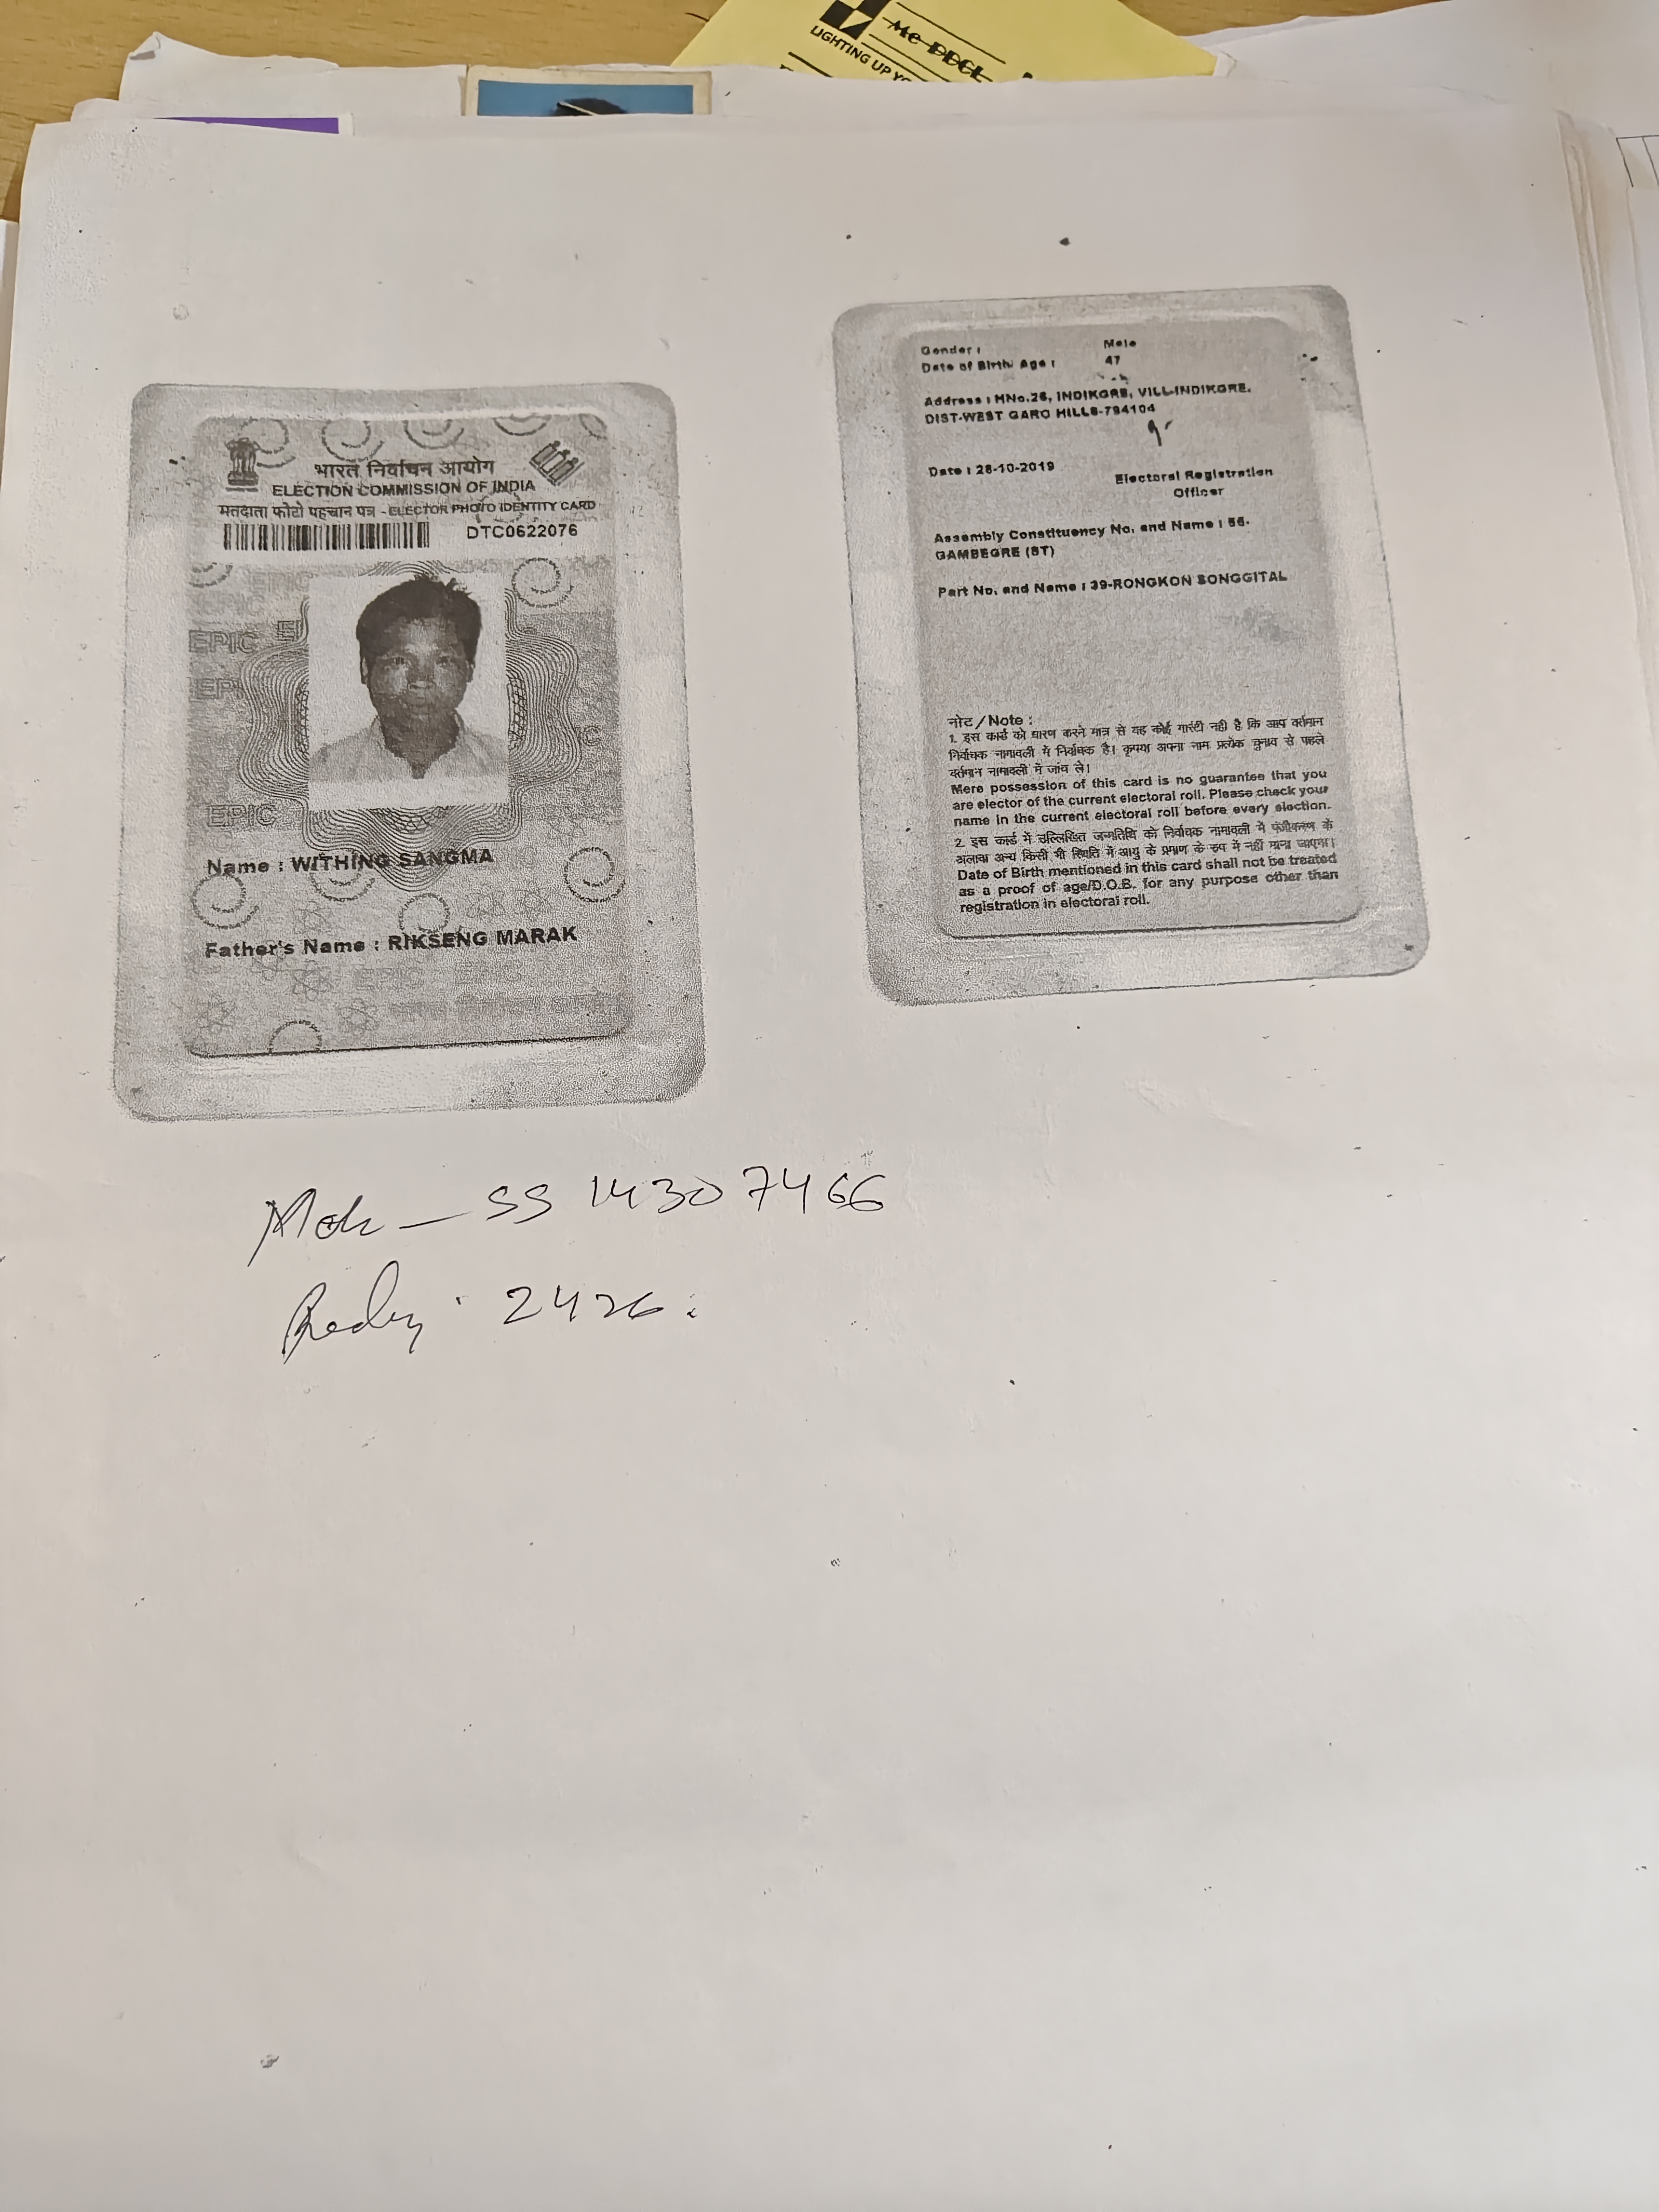 Mc DDCL
LIGHTING UP
भारत निर्वाचन आयोग
ELECTION COMMISSION OF INDIA
मतदाता फोटो पहचान पत्र - ELECTOR PHOTO IDENTITY CARD
DTC0622076
EPIC
Name : WITHING SANGMA
Father's Name : RIKSENG MARAK
Gender : Male
Date of Birth/ Age : 47
Address : HNo.26, INDIKGRE, VILL-INDIKGRE,
DIST-WEST GARO HILLS-794104
Date : 28-10-2019
Electoral Registration
Officer
Assembly Constituency No. and Name : 56-
GAMBEGRE (ST)
Part No. and Name : 39-RONGKON SONGGITAL
नोट / Note :
1. इस कार्ड को धारण करने मात्र से यह कोई गारंटी नही है कि आप वर्तमान
निर्वाचक नामावली में निर्वाचक है। कृपया अपना नाम प्रत्येक चुनाव से पहले
वर्तमान नामावली में जांच ले।
Mere possession of this card is no guarantee that you
are elector of the current electoral roll. Please check your
name in the current electoral roll before every election.
2. इस कार्ड में उल्लिखित जन्मतिथि को निर्वाचक नामावली में पंजीकरण के
अलावा अन्य किसी भी स्थिति में आयु के प्रमाण के रुप में नहीं माना जाएगा।
Date of Birth mentioned in this card shall not be treated
as a proof of age/D.O.B. for any purpose other than
registration in electoral roll.
SS 14307466
2426